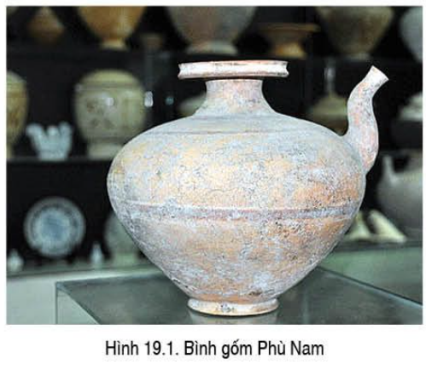 Hình 19.1. Bình gốm Phù Nam